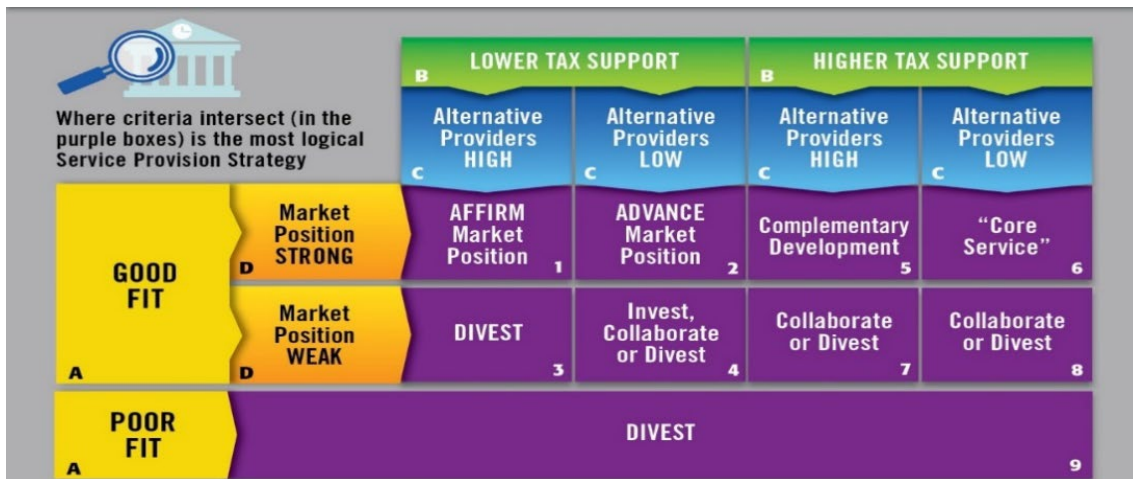 Where criteria intersect (in the
purple boxes) is the most logical
Service Provision Strategy
B LOWER TAX SUPPORT
B HIGHER TAX SUPPORT
Alternative
Providers
HIGH
C
Alternative
Providers
LOW
C
Alternative
Providers
HIGH
C
Alternative
Providers
LOW
C
GOOD
FIT
A
Market
Position
STRONG
D
AFFIRM
Market
Position
1
ADVANCE
Market
Position
2
Complementary
Development
5
“Core
Service”
6
Market
Position
WEAK
D
DIVEST
3
Invest,
Collaborate
or Divest
4
Collaborate
or Divest
7
Collaborate
or Divest
8
POOR
FIT
A
DIVEST
9